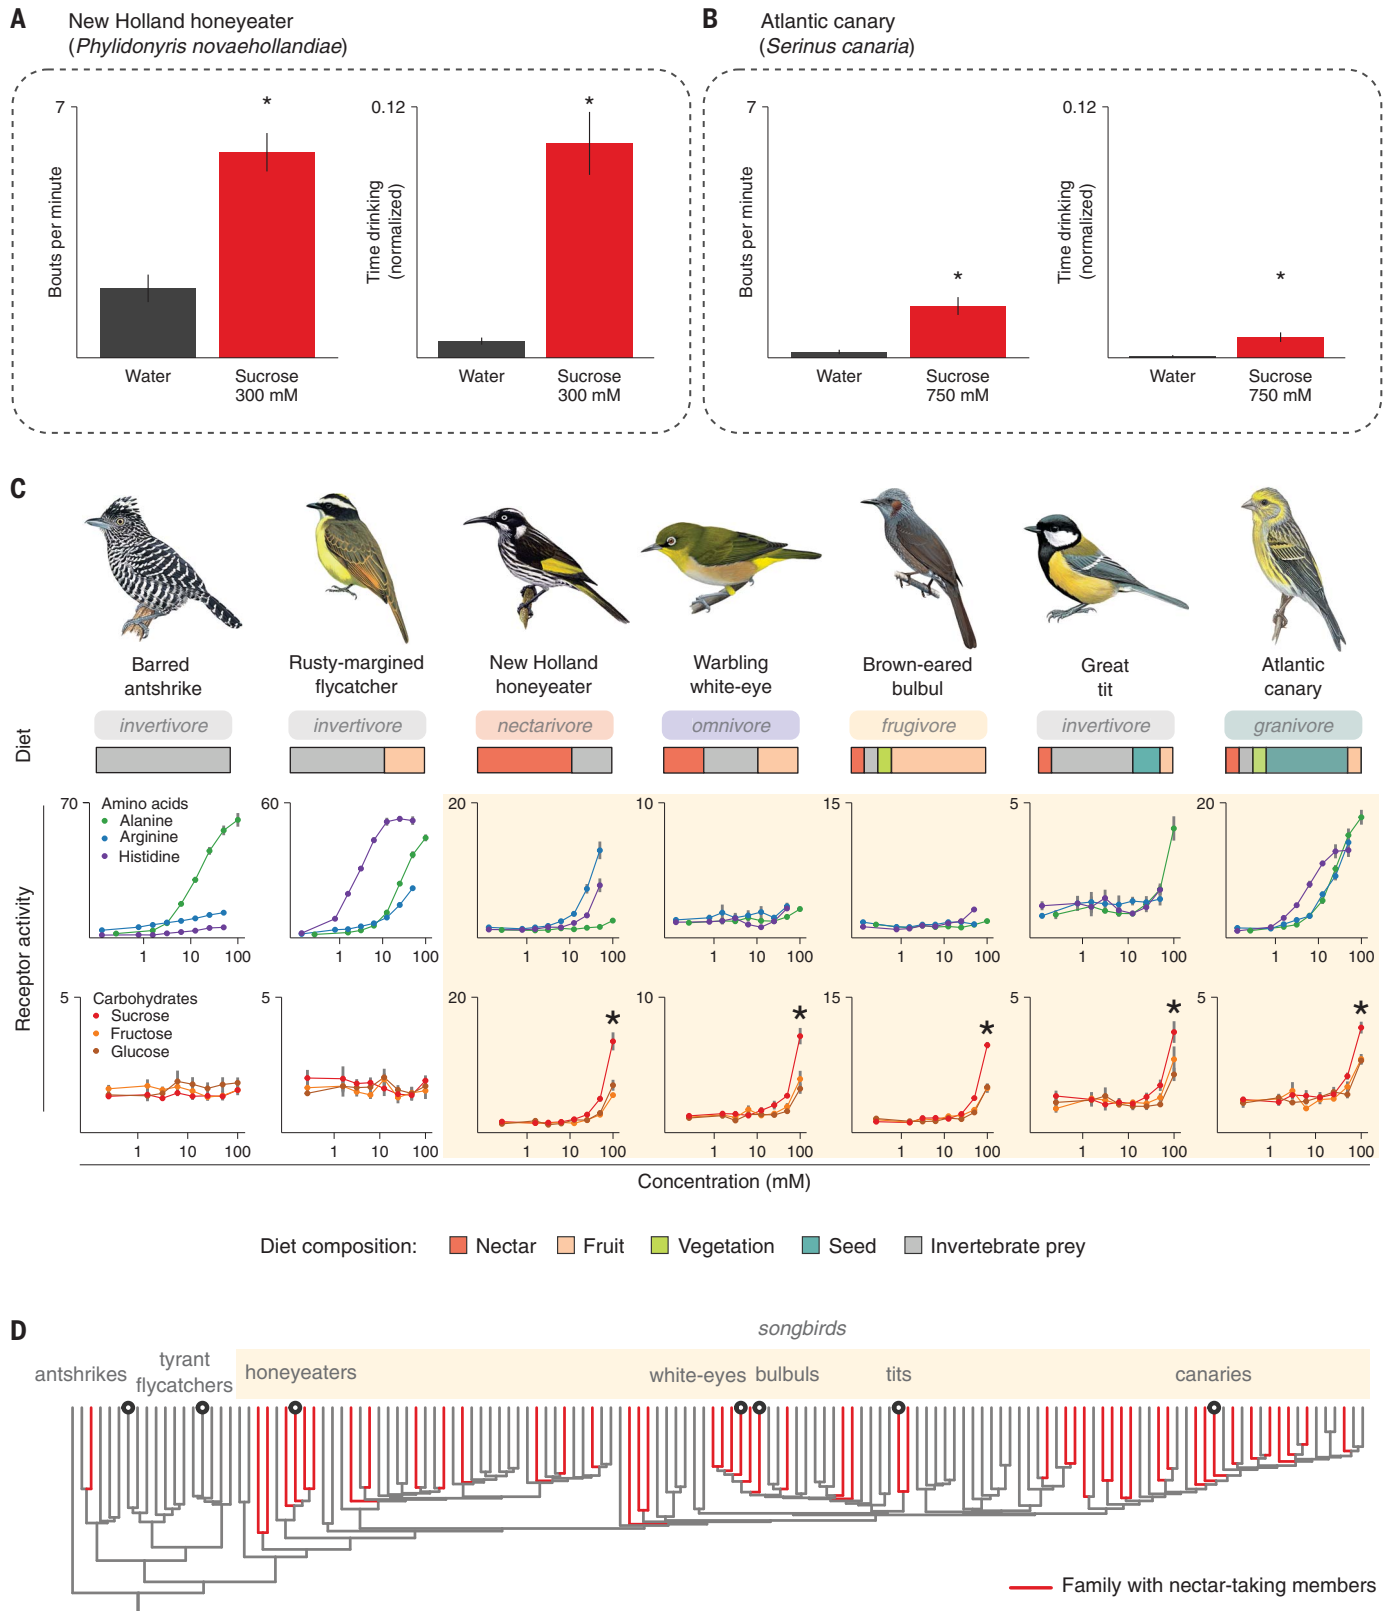 A
New Holland honeyeater
(Phylidonyris novaehollandiae)
7
Bouts per minute
*
Water
Sucrose
300 mM
0.12
Time drinking
(normalized)
*
Water
Sucrose
300 mM
B
Atlantic canary
(Serinus canaria)
7
Bouts per minute
*
Water
Sucrose
750 mM
0.12
Time drinking
(normalized)
*
Water
Sucrose
750 mM
C
Barred
antshrike
Rusty-margined
flycatcher
New Holland
honeyeater
Warbling
white-eye
Brown-eared
bulbul
Great
tit
Atlantic
canary
Diet
invertivore
invertivore
nectarivore
omnivore
frugivore
invertivore
granivore
Receptor activity
70
Amino acids
Alanine
Arginine
Histidine
1 10 100
60
1 10 100
20
1 10 100
10
1 10 100
15
1 10 100
5
1 10 100
20
1 10 100
5
Carbohydrates
Sucrose
Fructose
Glucose
1 10 100
5
1 10 100
20
*
1 10 100
10
*
1 10 100
15
*
1 10 100
5
*
1 10 100
5
*
1 10 100
Concentration (mM)
Diet composition: Nectar Fruit Vegetation Seed Invertebrate prey
D
songbirds
antshrikes
tyrant
flycatchers
honeyeaters
white-eyes
bulbuls
tits
canaries
Family with nectar-taking members